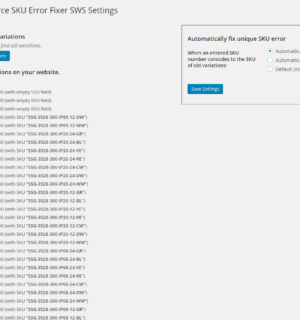 rce SKU Error Fixer SWS Settings
ariations
find old variations.
ons
ions on your website.
(with empty SKU field)
(with empty SKU field)
(with empty SKU field)
(with SKU "SSG-3528-300-IP65-12-DW")
(with SKU "SSG-3528-300-IP65-12-WW")
(with SKU "SSG-3528-300-IP20-24-GR")
(with SKU "SSG-3528-300-IP20-24-BL")
(with SKU "SSG-3528-300-IP20-24-YE")
(with SKU "SSG-3528-300-IP20-24-RE")
(with SKU "SSG-3528-300-IP20-24-CW")
(with SKU "SSG-3528-300-IP20-24-DW")
(with SKU "SSG-3528-300-IP20-24-WW")
(with SKU "SSG-3528-300-IP20-12-GR")
(with SKU "SSG-3528-300-IP20-12-BL")
(with SKU "SSG-3528-300-IP20-12-YE")
(with SKU "SSG-3528-300-IP20-12-RE")
(with SKU "SSG-3528-300-IP20-12-CW")
(with SKU "SSG-3528-300-IP20-12-DW")
(with SKU "SSG-3528-300-IP20-12-WW")
(with SKU "SSG-3528-300-IP68-24-GR")
(with SKU "SSG-3528-300-IP68-24-BL")
(with SKU "SSG-3528-300-IP68-24-YE")
(with SKU "SSG-3528-300-IP68-24-RE")
(with SKU "SSG-3528-300-IP68-24-CW")
(with SKU "SSG-3528-300-IP68-24-DW")
(with SKU "SSG-3528-300-IP68-24-WW")
(with SKU "SSG-3528-300-IP68-12-GR")
(with SKU "SSG-3528-300-IP68-12-BL")
Automatically fix unique SKU error
When an entered SKU
number coincides to the SKU
of old variations:
Automatic
Automatic
Default (no
Save Settings